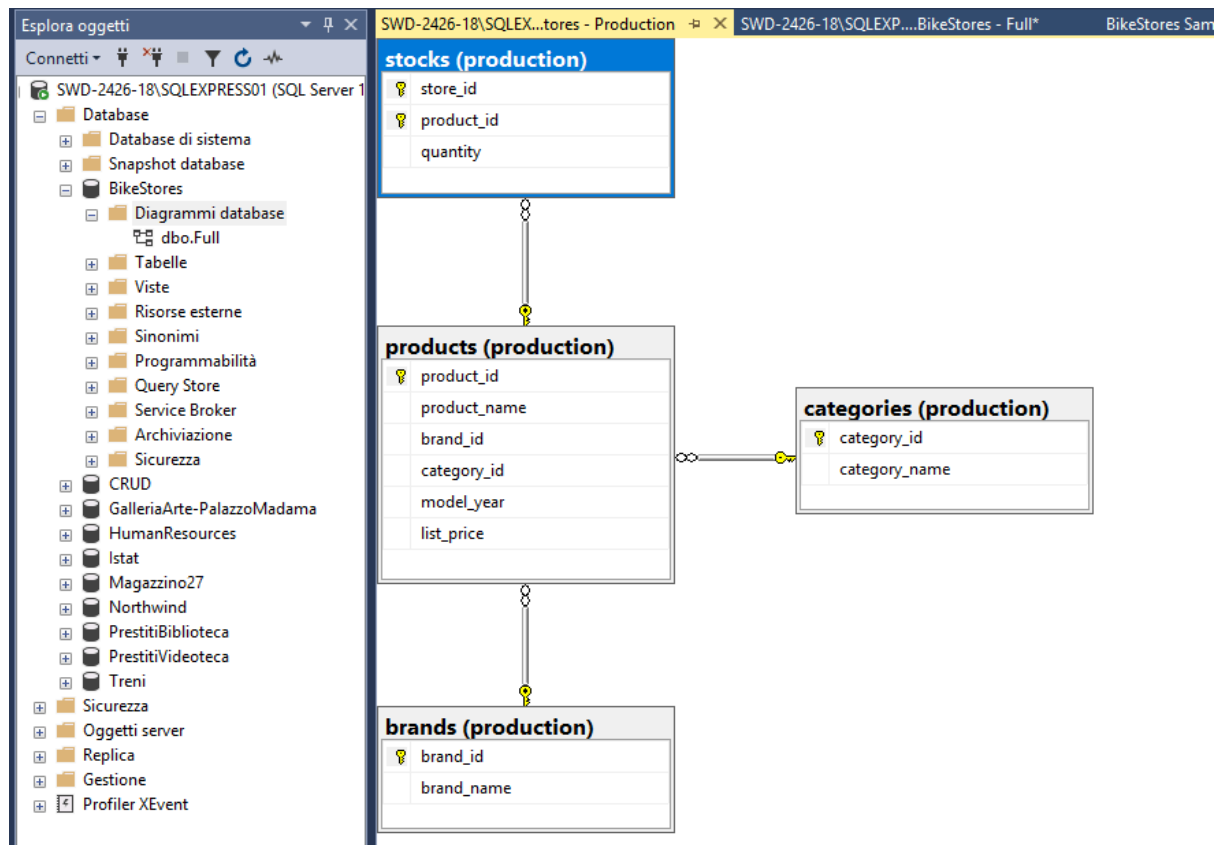 Esplora oggetti
Connetti
SWD-2426-18\SQLEXPRESS01 (SQL Server 1
Database
Database di sistema
Snapshot database
BikeStores
Diagrammi database
dbo.Full
Tabelle
Viste
Risorse esterne
Sinonimi
Programmabilità
Query Store
Service Broker
Archiviazione
Sicurezza
CRUD
GalleriaArte-PalazzoMadama
HumanResources
Istat
Magazzino27
Northwind
PrestitiBiblioteca
PrestitiVideoteca
Treni
Sicurezza
Oggetti server
Replica
Gestione
Profiler XEvent
SWD-2426-18\SQLEX...tores - Production
SWD-2426-18\SQLEXP....BikeStores - Full*
BikeStores Sam
stocks (production)
store_id
product_id
quantity
products (production)
product_id
product_name
brand_id
category_id
model_year
list_price
categories (production)
category_id
category_name
brands (production)
brand_id
brand_name